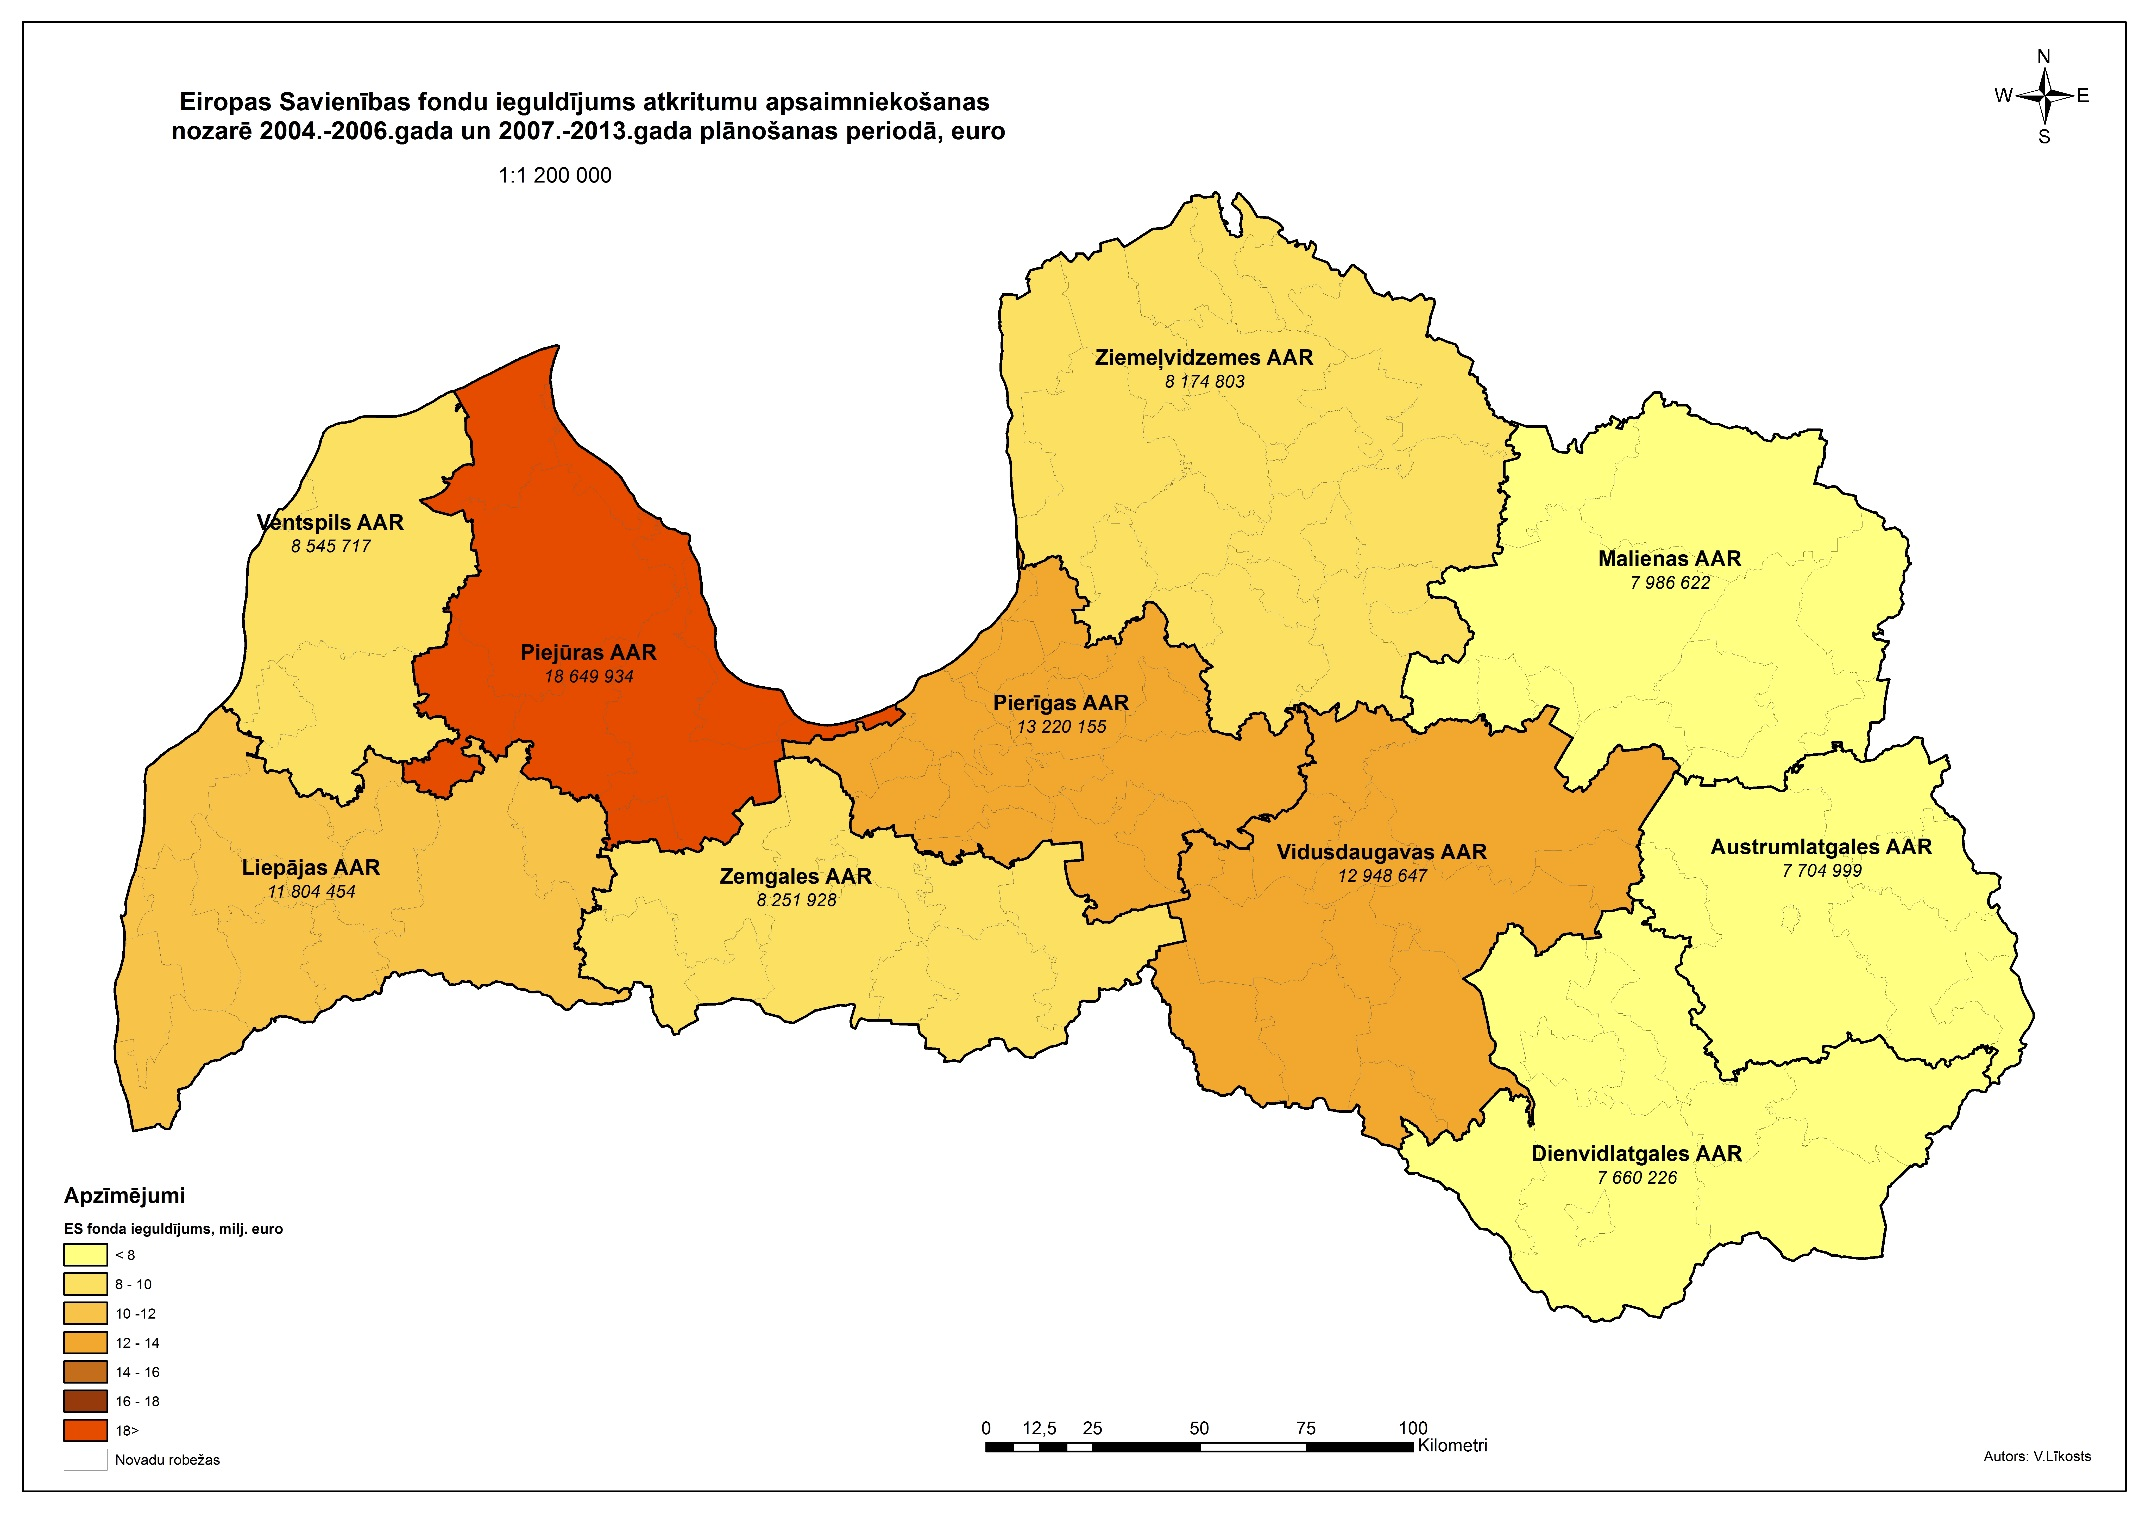 Eiropas Savienības fondu ieguldījums atkritumu apsaimniekošanas
nozarē 2004.-2006.gada un 2007.-2013.gada plānošanas periodā, euro
1:1 200 000
N
W E
S
Ziemeļvidzemes AAR
8 174 803
Ventspils AAR
8 545 717
Malienas AAR
7 986 622
Piejūras AAR
18 649 934
Pierīgas AAR
13 220 155
Liepājas AAR
11 804 454
Zemgales AAR
8 251 928
Vidusdaugavas AAR
12 948 647
Austrumlatgales AAR
7 704 999
Dienvidlatgales AAR
7 660 226
Apzīmējumi
ES fonda ieguldījums, milj. euro
< 8
8 - 10
10 -12
12 - 14
14 - 16
16 - 18
18>
Novadu robežas
0 12,5 25 50 75 100
Kilometri
Autors: V.Līkosts